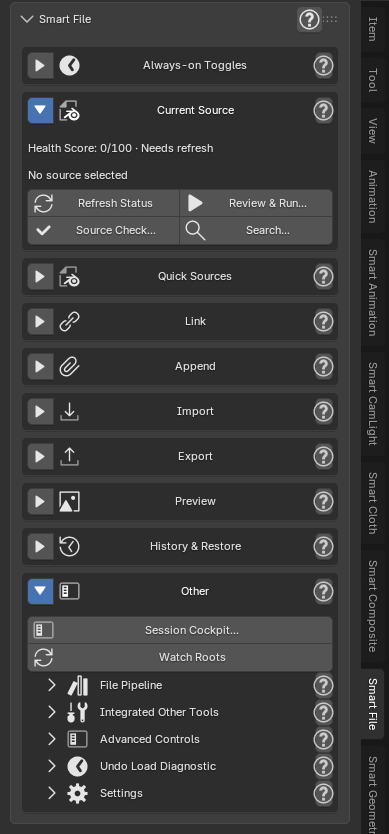 Smart File
Always-on Toggles
Current Source
Health Score: 0/100 · Needs refresh
No source selected
Refresh Status
Review & Run...
Source Check...
Search...
Quick Sources
Link
Append
Import
Export
Preview
History & Restore
Other
Session Cockpit...
Watch Roots
File Pipeline
Integrated Other Tools
Advanced Controls
Undo Load Diagnostic
Settings
Item
Tool
View
Animation
Smart Animation
Smart CamLight
Smart Cloth
Smart Composite
Smart File
Smart Geomet